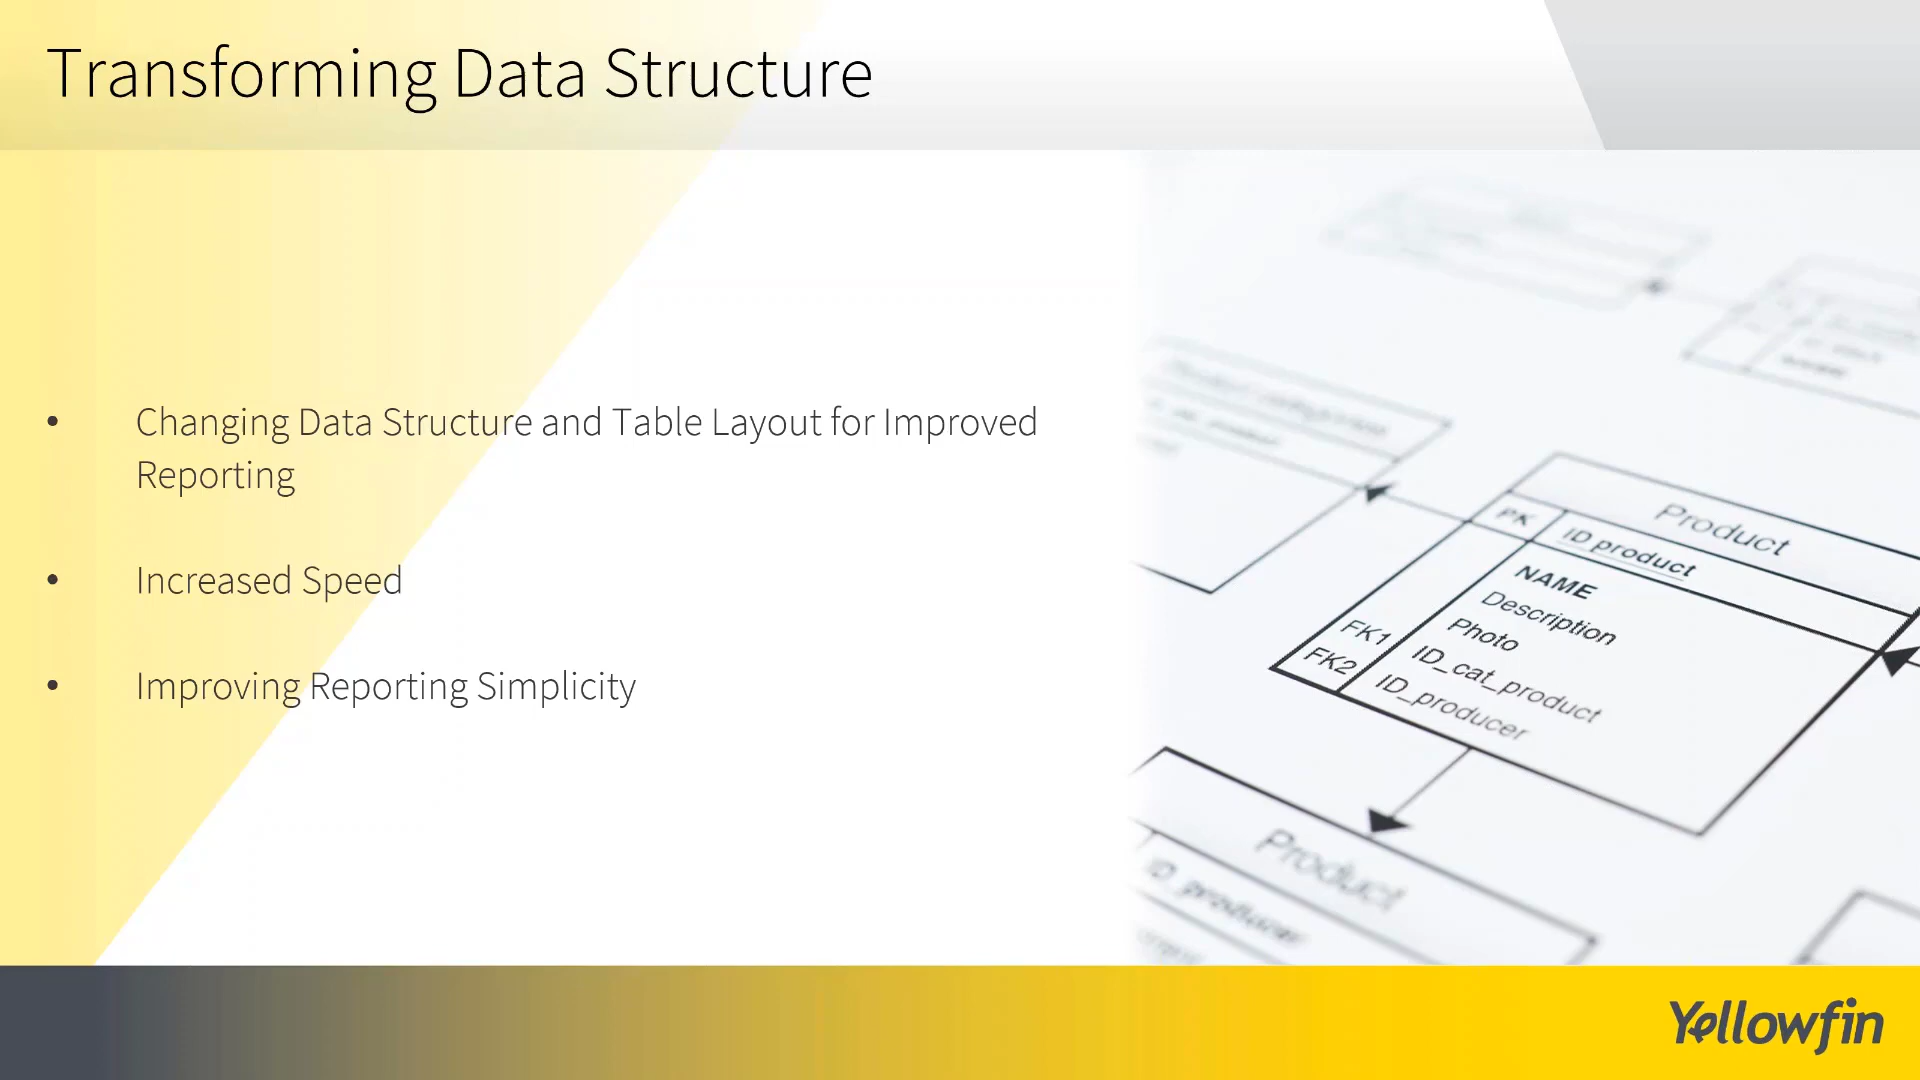 Transforming Data Structure
• Changing Data Structure and Table Layout for Improved
Reporting
• Increased Speed
• Improving Reporting Simplicity
Product
PK ID product
NAME
Description
Photo
FK1 ID_cat_product
FK2 ID_producer
Product
ID_producer
Yellowfin